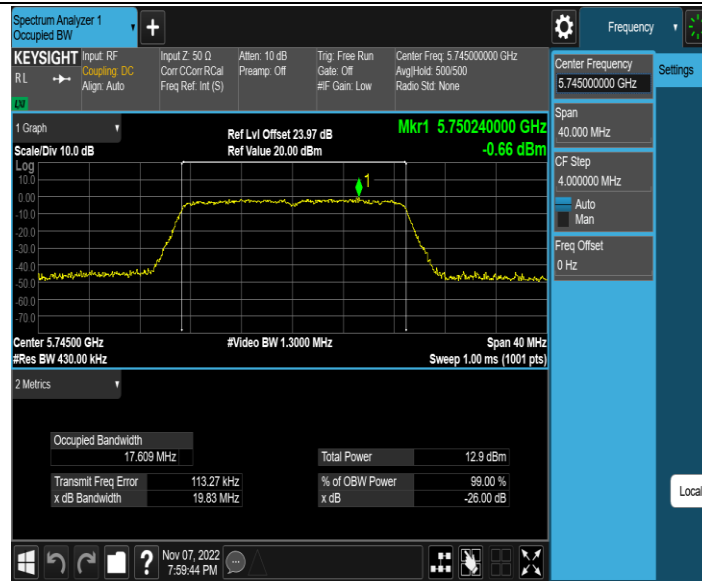 Spectrum Analyzer 1
Occupied BW
Frequency
KEYSIGHT
RL
LXI
Input: RF
Coupling: DC
Align: Auto
Input Z: 50 Ω
Corr CCorr RCal
Freq Ref: Int (S)
Atten: 10 dB
Preamp: Off
Trig: Free Run
Gate: Off
#IF Gain: Low
Center Freq: 5.745000000 GHz
Avg|Hold: 500/500
Radio Std: None
Center Frequency
5.745000000 GHz
Settings
Span
40.000 MHz
CF Step
4.000000 MHz
Auto
Man
Freq Offset
0 Hz
Local
1 Graph
Scale/Div 10.0 dB
Ref Lvl Offset 23.97 dB
Ref Value 20.00 dBm
Mkr1 5.750240000 GHz
-0.66 dBm
Log
10.0
0.00
-10.0
-20.0
-30.0
-40.0
-50.0
-60.0
-70.0
1
Center 5.74500 GHz
#Res BW 430.00 kHz
#Video BW 1.3000 MHz
Span 40 MHz
Sweep 1.00 ms (1001 pts)
2 Metrics
Occupied Bandwidth
17.609 MHz
Total Power 12.9 dBm
Transmit Freq Error 113.27 kHz
% of OBW Power 99.00 %
x dB Bandwidth 19.83 MHz
x dB -26.00 dB
?
Nov 07, 2022
7:59:44 PM